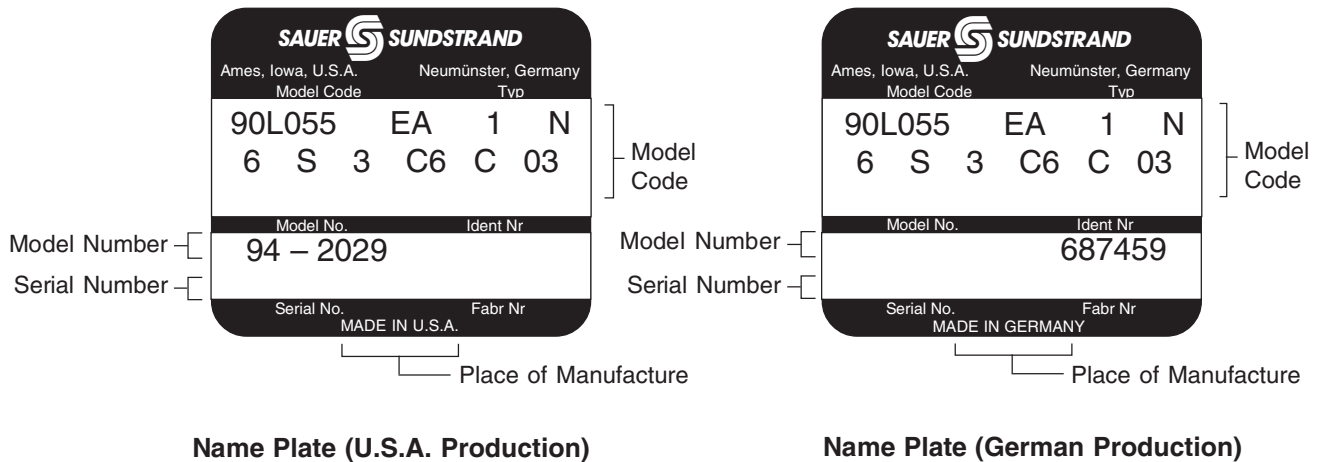 SAUER SUNDSTRAND
Ames, Iowa, U.S.A. Neumünster, Germany
Model Code Typ
90L055 EA 1 N
6 S 3 C6 C 03
Model Code
Model No. Ident Nr
Model Number
94 – 2029
Serial Number
Serial No. Fabr Nr
MADE IN U.S.A.
Place of Manufacture
Name Plate (U.S.A. Production)
SAUER SUNDSTRAND
Ames, Iowa, U.S.A. Neumünster, Germany
Model Code Typ
90L055 EA 1 N
6 S 3 C6 C 03
Model
Code
Model No. Ident Nr
Model Number
687459
Serial Number
Serial No. Fabr Nr
MADE IN GERMANY
Place of Manufacture
Name Plate (German Production)